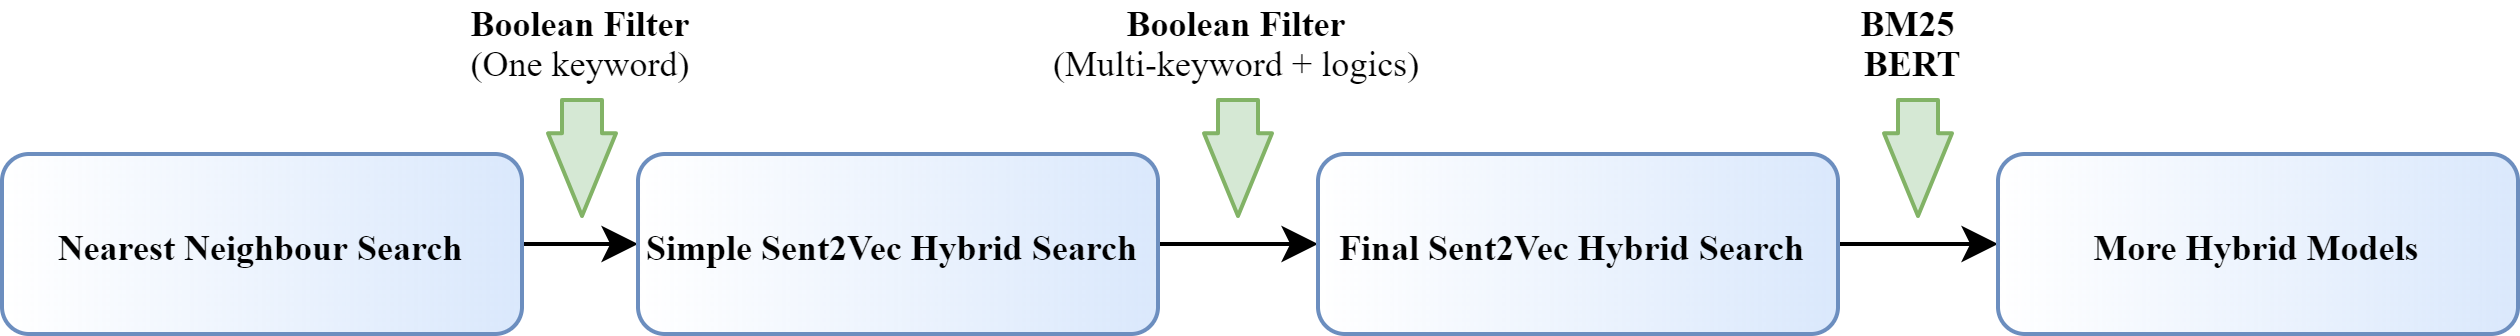 Boolean Filter
(One keyword)
Boolean Filter
(Multi-keyword + logics)
BM25
BERT
Nearest Neighbour Search
Simple Sent2Vec Hybrid Search
Final Sent2Vec Hybrid Search
More Hybrid Models